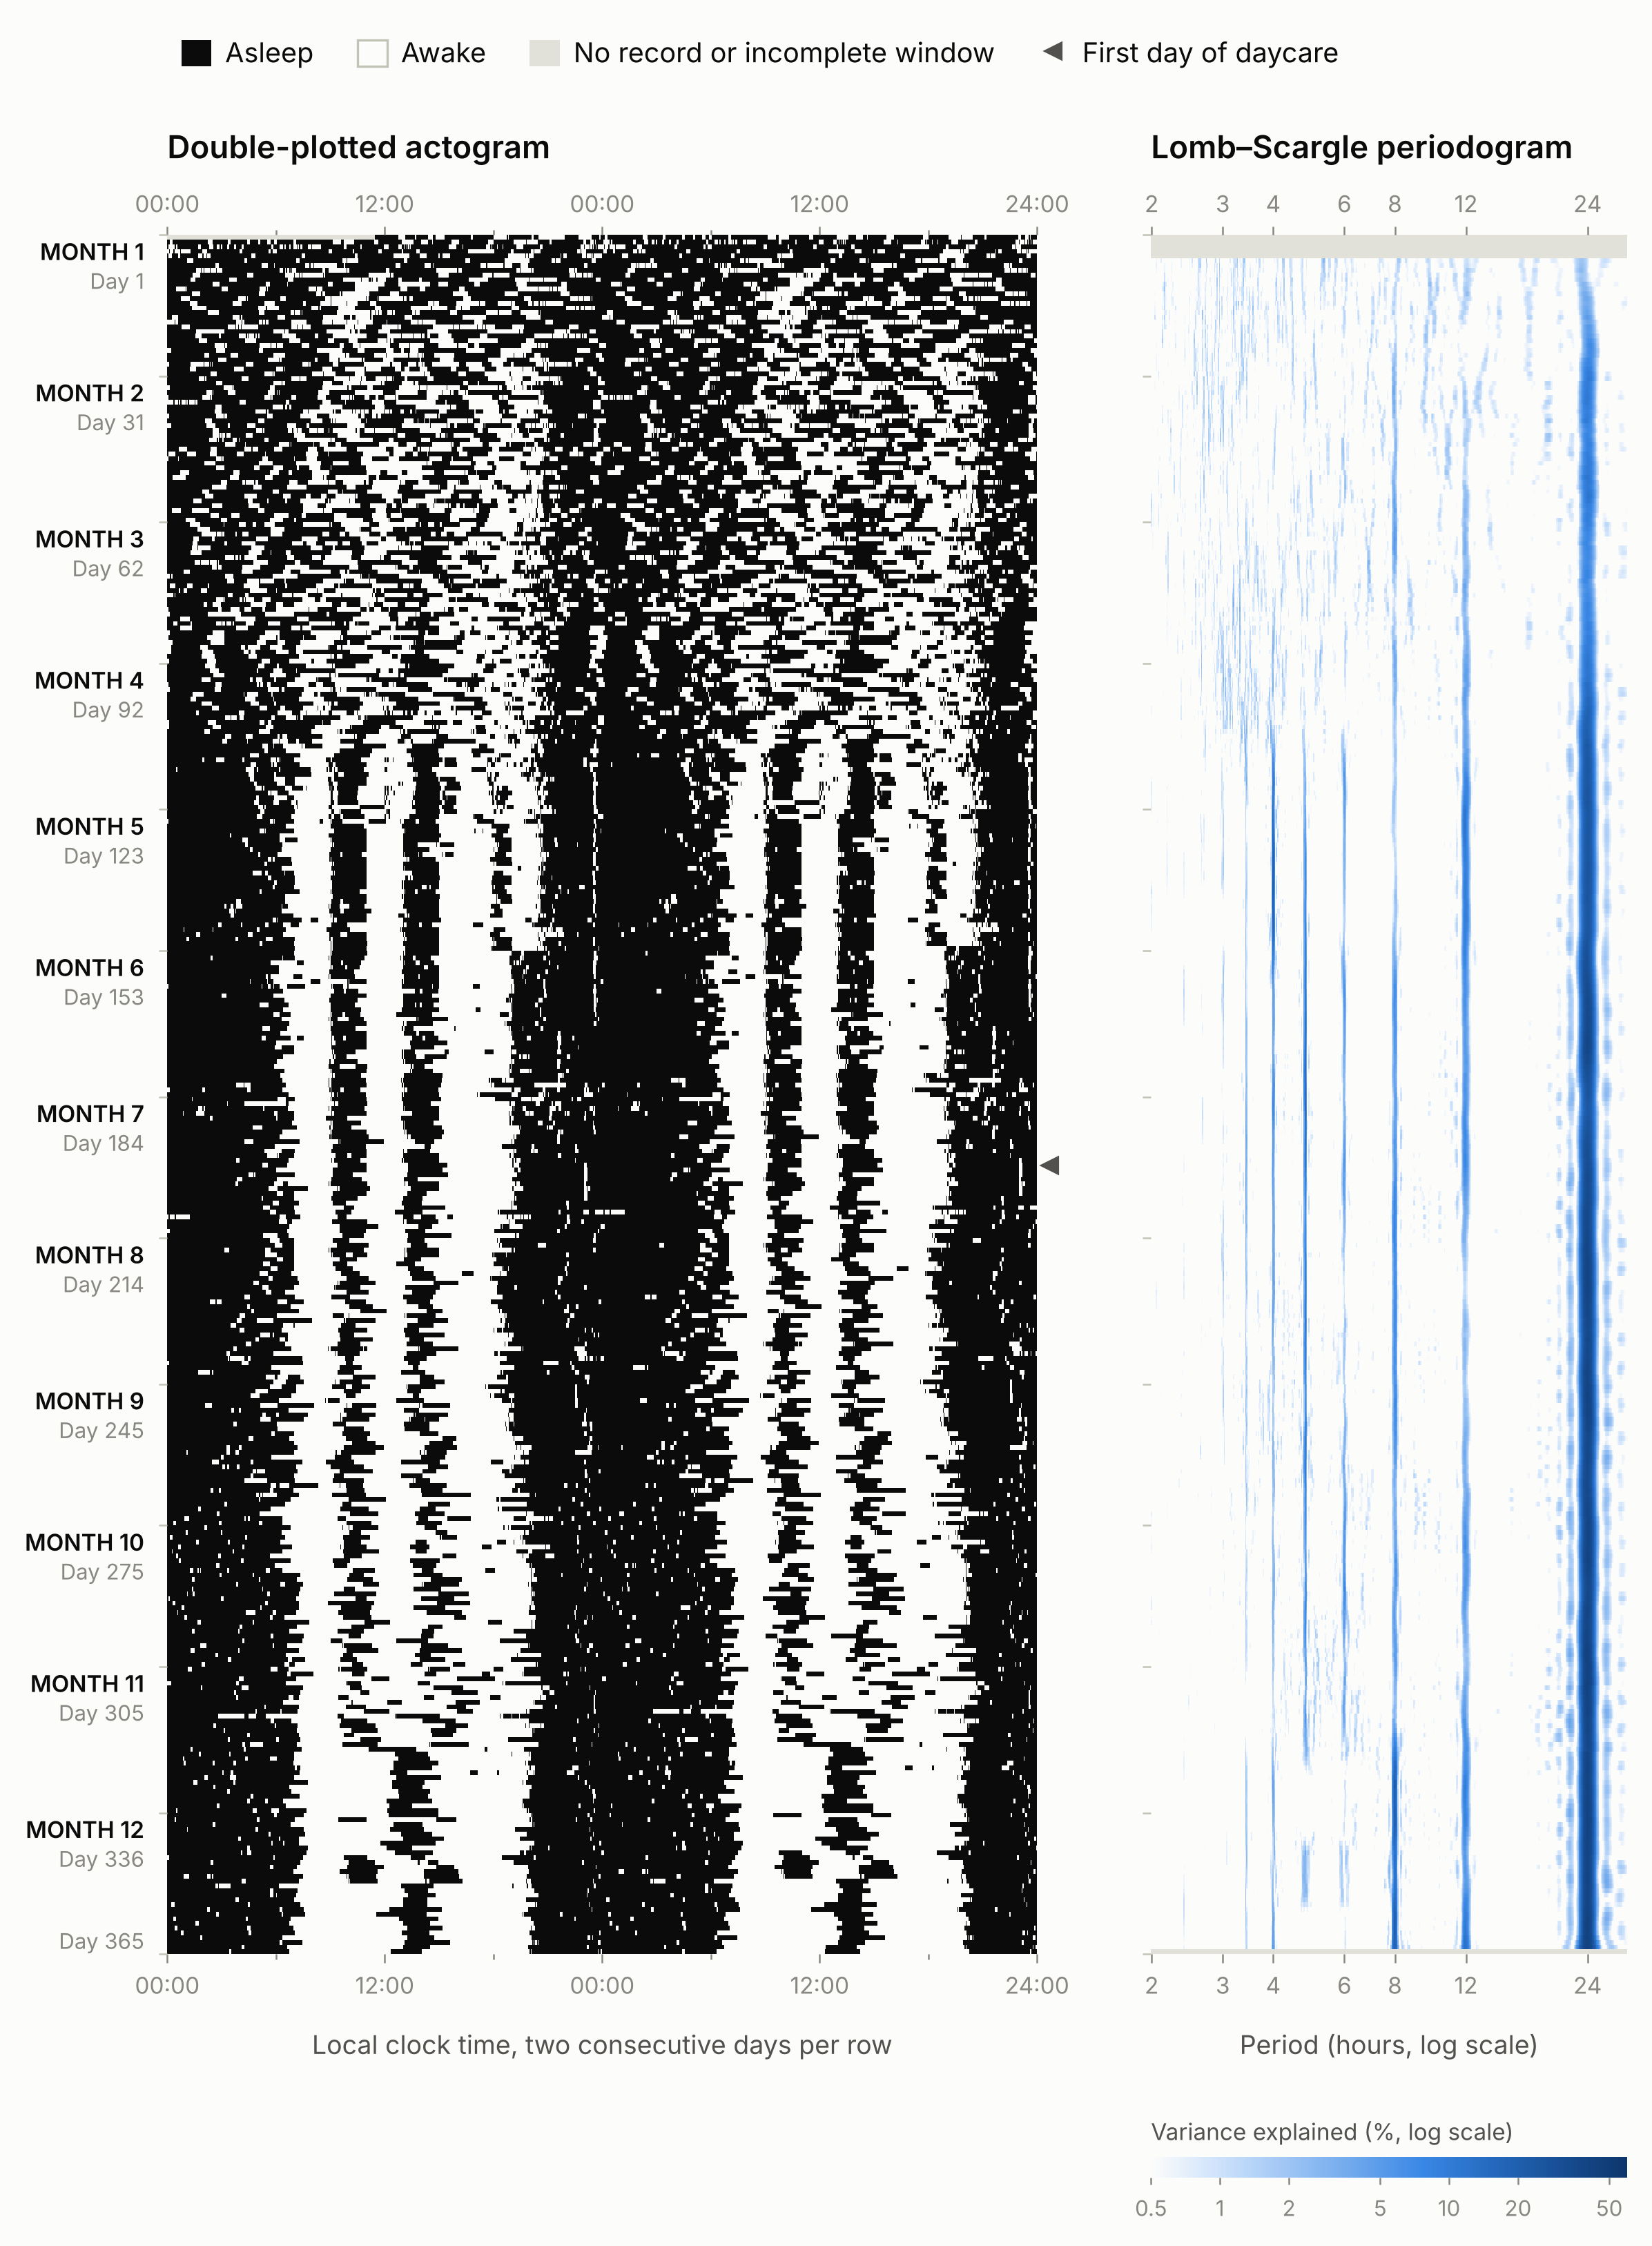 Asleep Awake No record or incomplete window First day of daycare
Double-plotted actogram
00:00 12:00 00:00 12:00 24:00
MONTH 1
Day 1
MONTH 2
Day 31
MONTH 3
Day 62
MONTH 4
Day 92
MONTH 5
Day 123
MONTH 6
Day 153
MONTH 7
Day 184
MONTH 8
Day 214
MONTH 9
Day 245
MONTH 10
Day 275
MONTH 11
Day 305
MONTH 12
Day 336
Day 365
00:00 12:00 00:00 12:00 24:00
Local clock time, two consecutive days per row
Lomb–Scargle periodogram
2 3 4 6 8 12 24
2 3 4 6 8 12 24
Period (hours, log scale)
Variance explained (%, log scale)
0.5 1 2 5 10 20 50